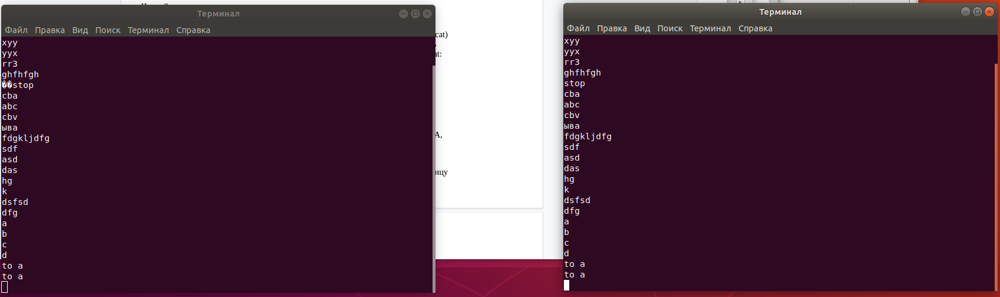 Терминал
Файл Правка Вид Поиск Терминал Справка
xyy
yyx
rr3
ghfhfgh
��stop
cba
abc
cbv
ыва
fdgkljdfg
sdf
asd
das
hg
k
dsfsd
dfg
a
b
c
d
to a
to a
cat)
at:
А,
ицу
Терминал
Файл Правка Вид Поиск Терминал Справка
xyy
yyx
rr3
ghfhfgh
stop
cba
abc
cbv
ыва
fdgkljdfg
sdf
asd
das
hg
k
dsfsd
dfg
a
b
c
d
to a
to a